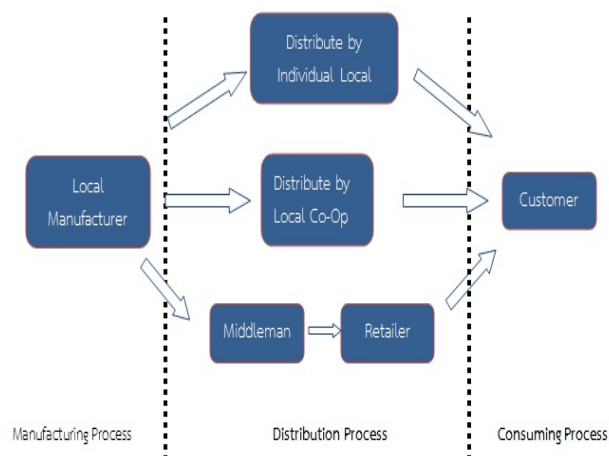 Distribute by
Individual Local
Local
Manufacturer
Distribute by
Local Co-Op
Customer
Middleman
Retailer
Manufacturing Process
Distribution Process
Consuming Process